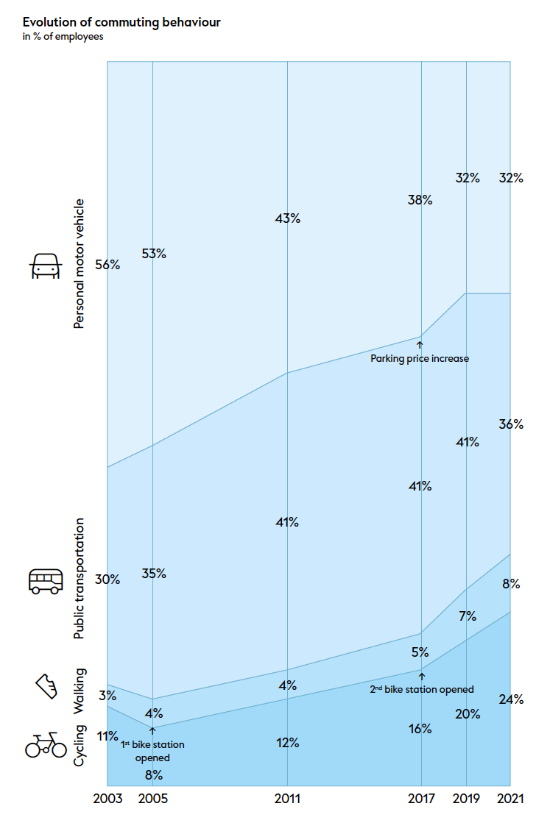 Evolution of commuting behaviour
in % of employees
Personal motor vehicle
56%
53%
43%
38%
32%
32%
↑
Parking price increase
Public transportation
30%
35%
41%
41%
41%
36%
Walking
3%
4%
4%
5%
7%
8%
↑
2nd bike station opened
Cycling
11%
↑
1st bike station
opened
8%
12%
16%
20%
24%
2003 2005 2011 2017 2019 2021